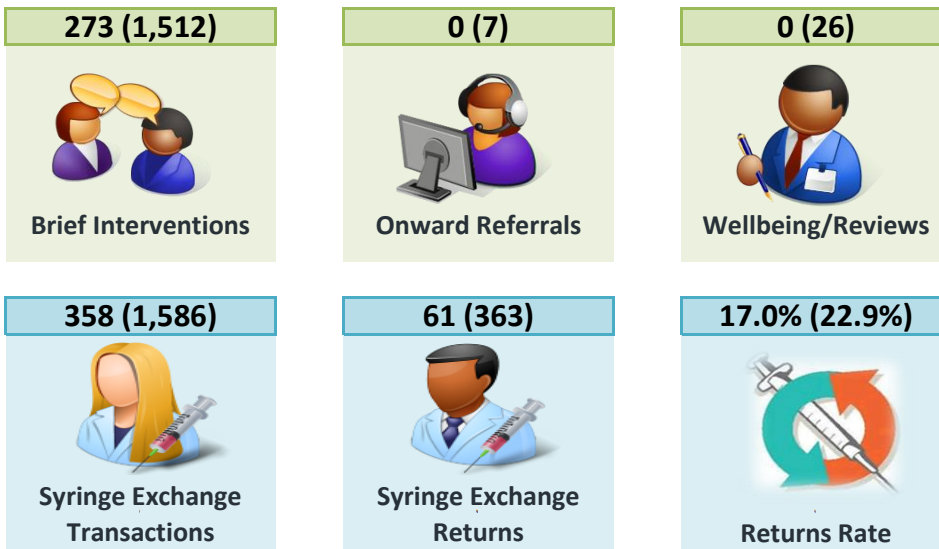 273 (1,512)
0 (7)
0 (26)
Brief Interventions
Onward Referrals
Wellbeing/Reviews
358 (1,586)
61 (363)
17.0% (22.9%)
Syringe Exchange
Transactions
Syringe Exchange
Returns
Returns Rate